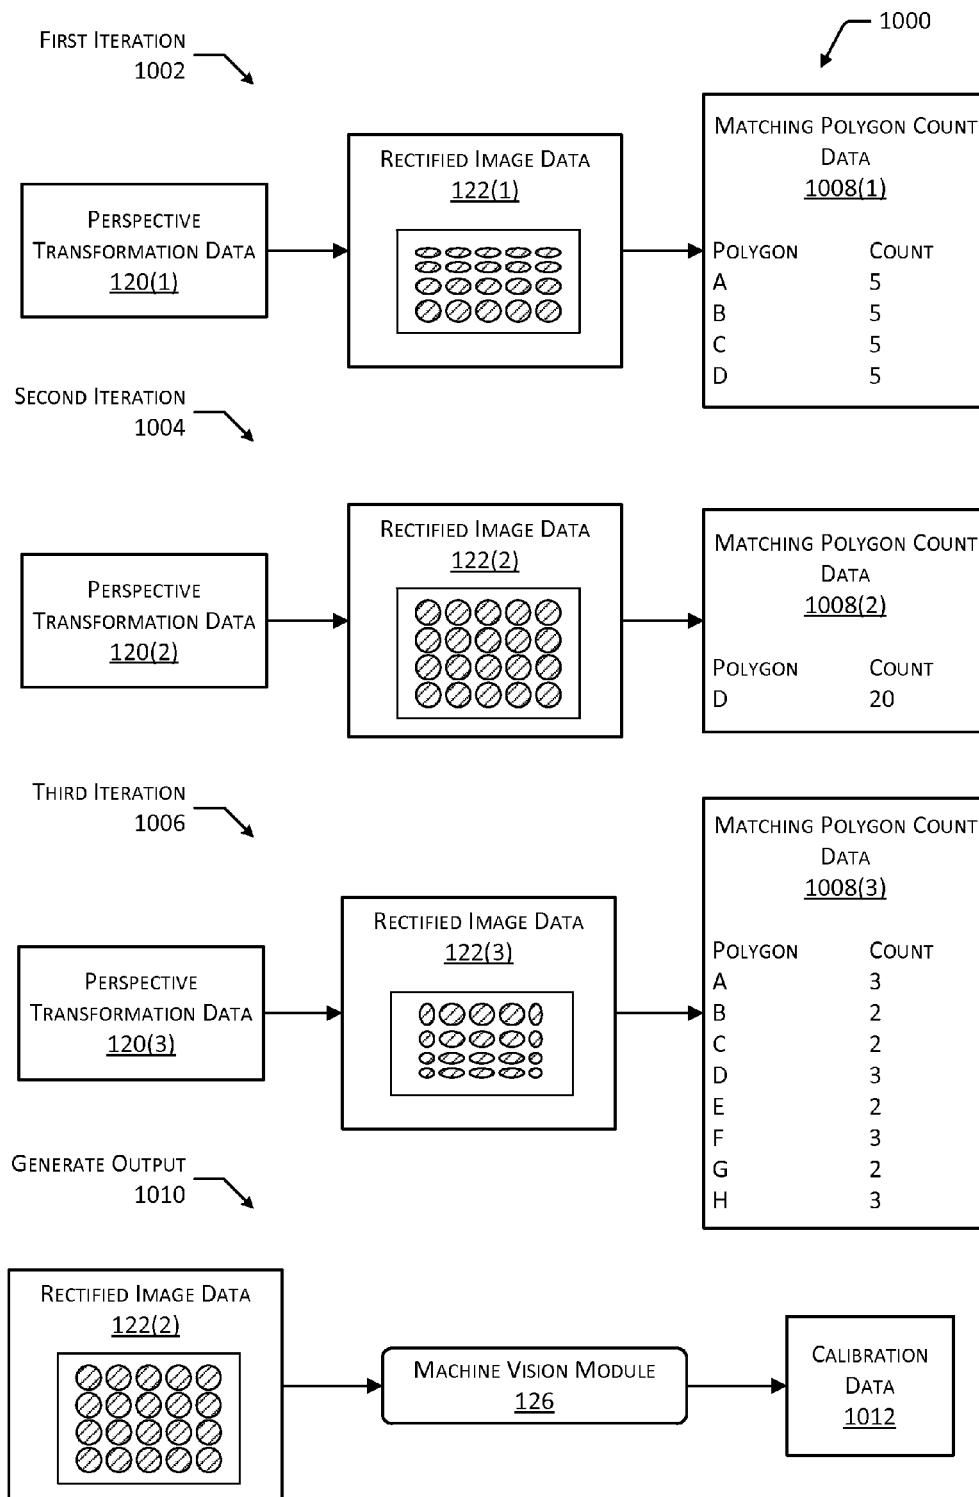 1000
FIRST ITERATION
1002
PERSPECTIVE
TRANSFORMATION DATA
120(1)
RECTIFIED IMAGE DATA
122(1)
MATCHING POLYGON COUNT
DATA
1008(1)
POLYGON COUNT
A 5
B 5
C 5
D 5
SECOND ITERATION
1004
PERSPECTIVE
TRANSFORMATION DATA
120(2)
RECTIFIED IMAGE DATA
122(2)
MATCHING POLYGON COUNT
DATA
1008(2)
POLYGON COUNT
D 20
THIRD ITERATION
1006
PERSPECTIVE
TRANSFORMATION DATA
120(3)
RECTIFIED IMAGE DATA
122(3)
MATCHING POLYGON COUNT
DATA
1008(3)
POLYGON COUNT
A 3
B 2
C 2
D 3
E 2
F 3
G 2
H 3
GENERATE OUTPUT
1010
RECTIFIED IMAGE DATA
122(2)
MACHINE VISION MODULE
126
CALIBRATION
DATA
1012